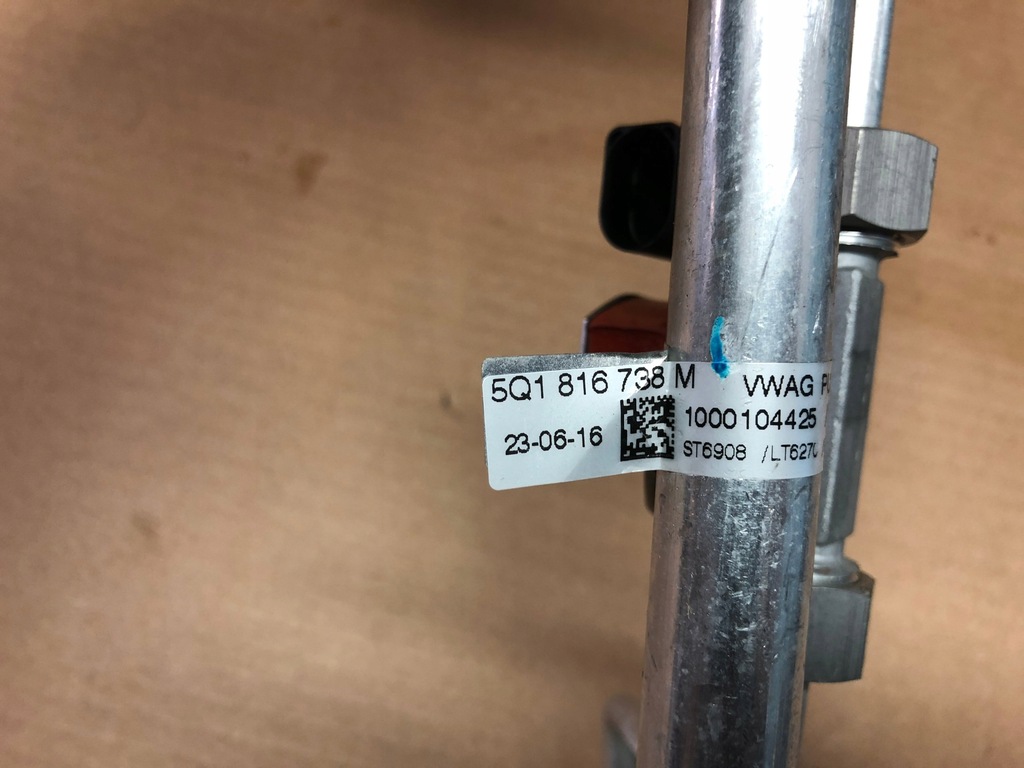 5Q1 816 738 M VWAG
1000104425
23-06-16
ST6908 /LT627